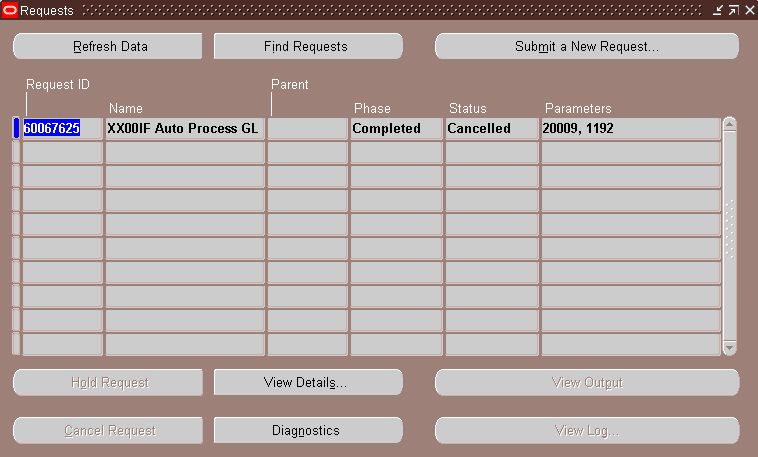 Requests
Refresh Data Find Requests Submit a New Request...
Request ID Parent
Name Phase Status Parameters
60067625 XX00IF Auto Process GL Completed Cancelled 20009, 1192
Hold Request View Details... View Output
Cancel Request Diagnostics View Log...